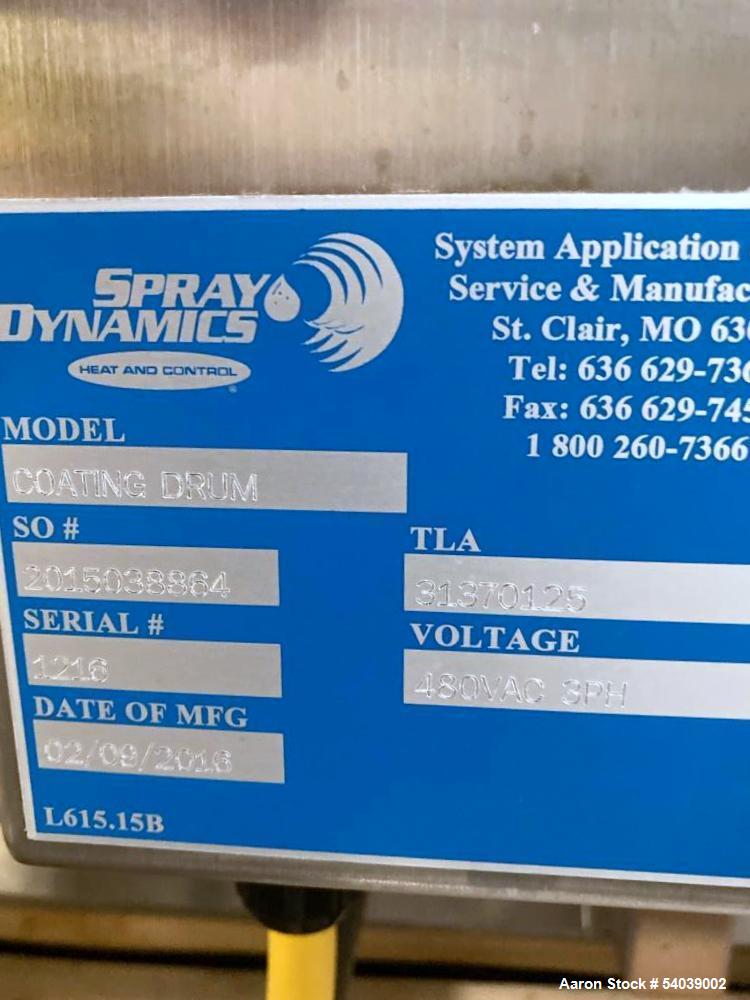 SPRAY
DYNAMICS
HEAT AND CONTROL
®
System Application
Service & Manufac
St. Clair, MO 63
Tel: 636 629-736
Fax: 636 629-745
1 800 260-7366
MODEL
COATING DRUM
SO #
2015038864
TLA
31370125
SERIAL #
1216
VOLTAGE
480VAC 3PH
DATE OF MFG
02/09/2016
L615.15B
Aaron Stock # 54039002